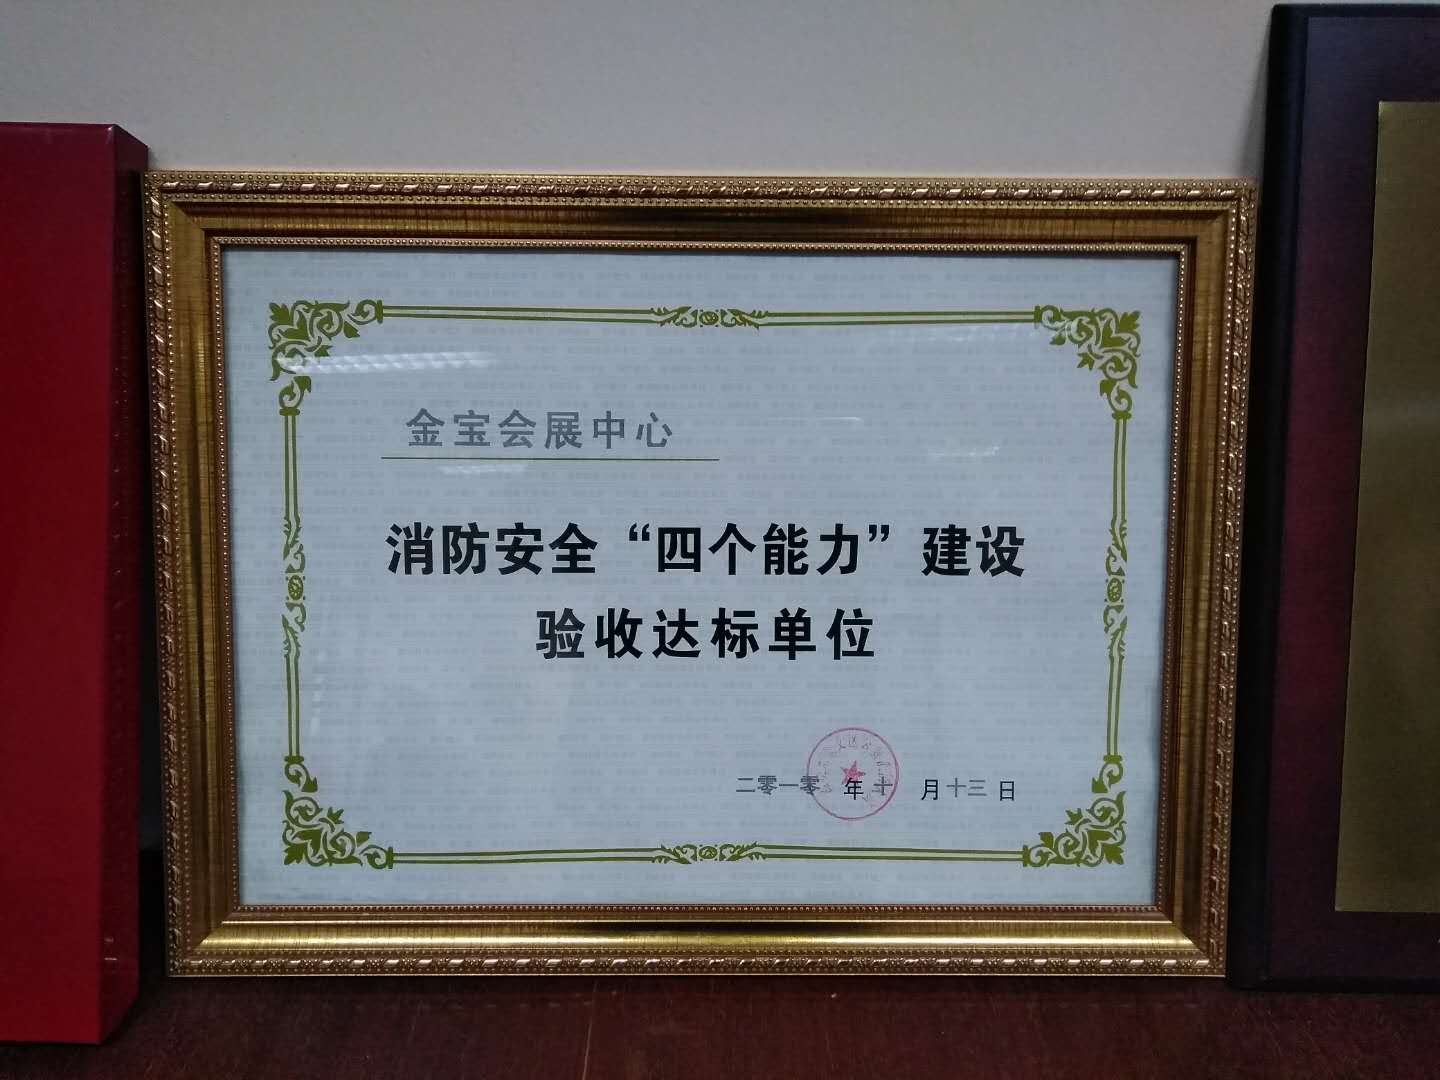 金宝会展中心
消防安全“四个能力”建设
验收达标单位
二零一零年十月十三日